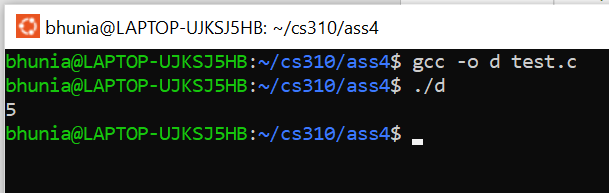 bhunia@LAPTOP-UJKSJ5HB: ~/cs310/ass4
bhunia@LAPTOP-UJKSJ5HB:~/cs310/ass4$ gcc -o d test.c
bhunia@LAPTOP-UJKSJ5HB:~/cs310/ass4$ ./d
5
bhunia@LAPTOP-UJKSJ5HB:~/cs310/ass4$